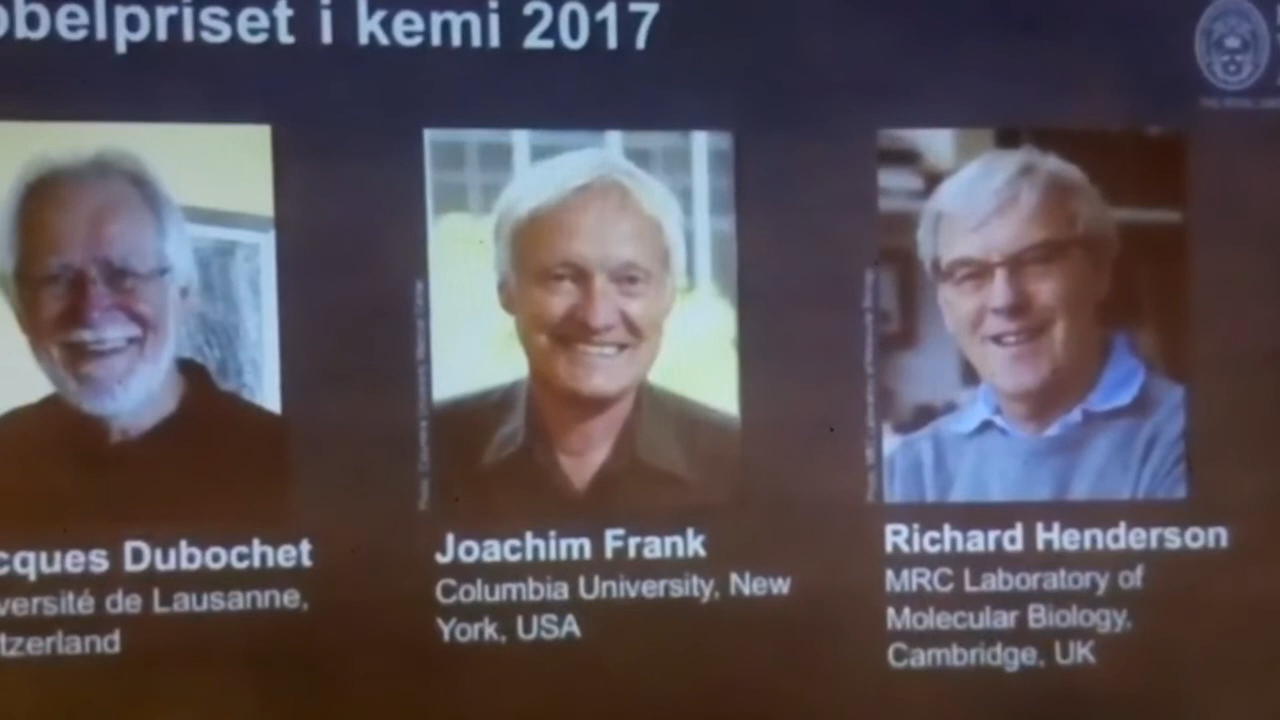 obelpriset i kemi 2017
cques Dubochet
versité de Lausanne,
tzerland
Joachim Frank
Columbia University, New
York, USA
Richard Henderson
MRC Laboratory of
Molecular Biology,
Cambridge, UK